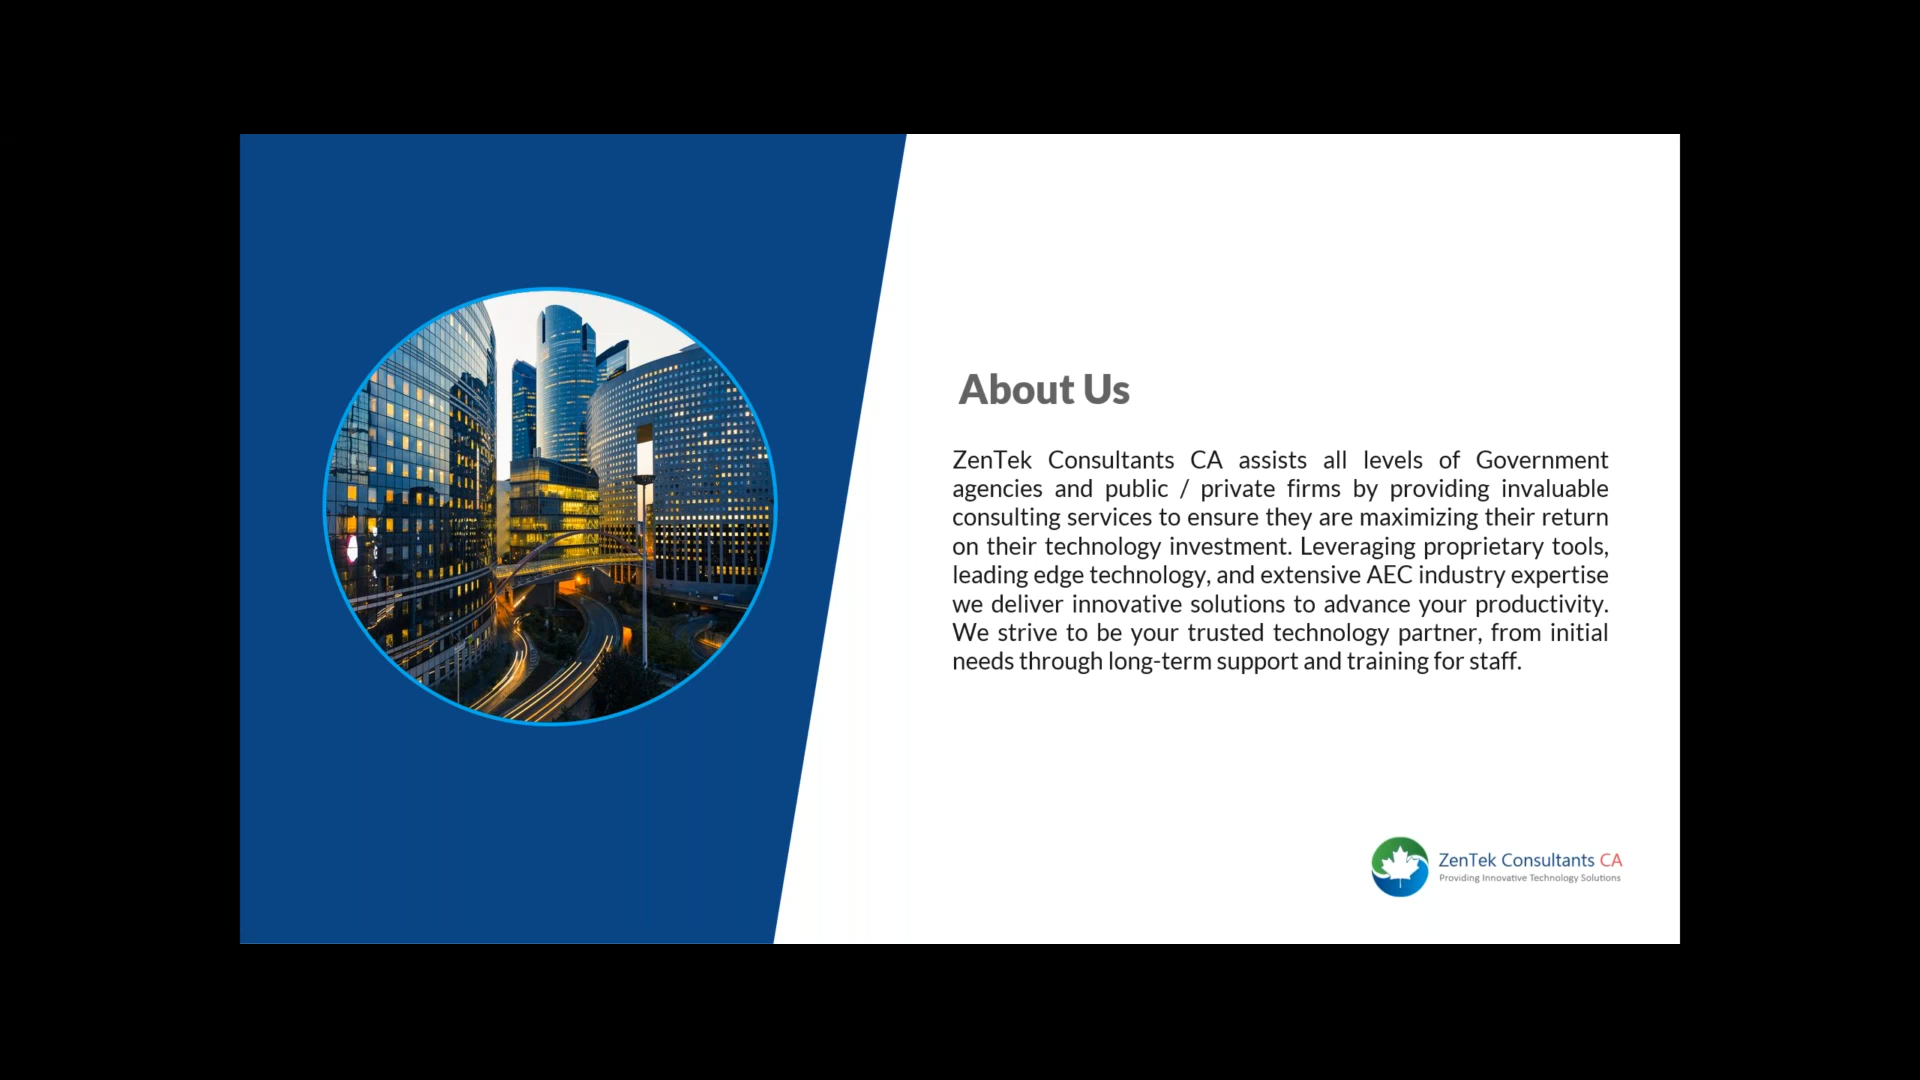 About Us
ZenTek Consultants CA assists all levels of Government
agencies and public / private firms by providing invaluable
consulting services to ensure they are maximizing their return
on their technology investment. Leveraging proprietary tools,
leading edge technology, and extensive AEC industry expertise
we deliver innovative solutions to advance your productivity.
We strive to be your trusted technology partner, from initial
needs through long-term support and training for staff.
ZenTek Consultants CA
Providing Innovative Technology Solutions